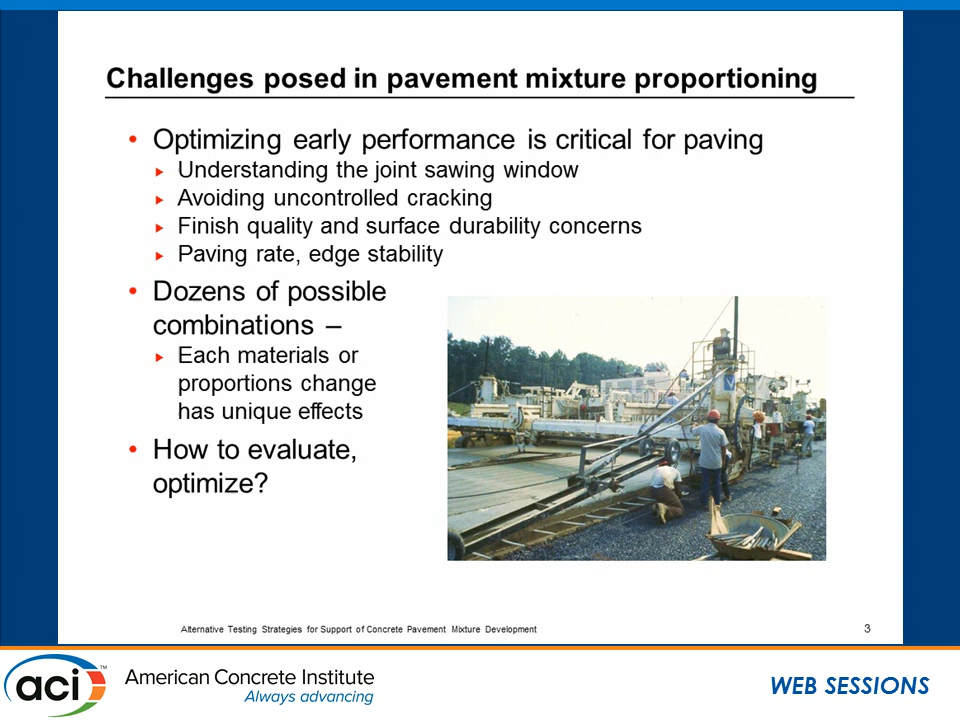 Challenges posed in pavement mixture proportioning
• Optimizing early performance is critical for paving
Understanding the joint sawing window
Avoiding uncontrolled cracking
Finish quality and surface durability concerns
Paving rate, edge stability
• Dozens of possible
combinations –
Each materials or
proportions change
has unique effects
• How to evaluate,
optimize?
Alternative Testing Strategies for Support of Concrete Pavement Mixture Development
3
aci™
American Concrete Institute
Always advancing
WEB SESSIONS